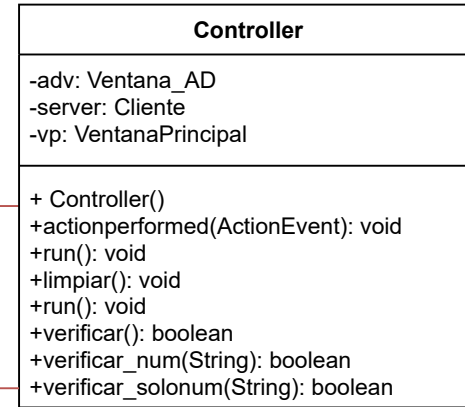 Controller
-adv: Ventana_AD
-server: Cliente
-vp: VentanaPrincipal
+ Controller()
+actionperformed(ActionEvent): void
+run(): void
+limpiar(): void
+run(): void
+verificar(): boolean
+verificar_num(String): boolean
+verificar_solonum(String): boolean